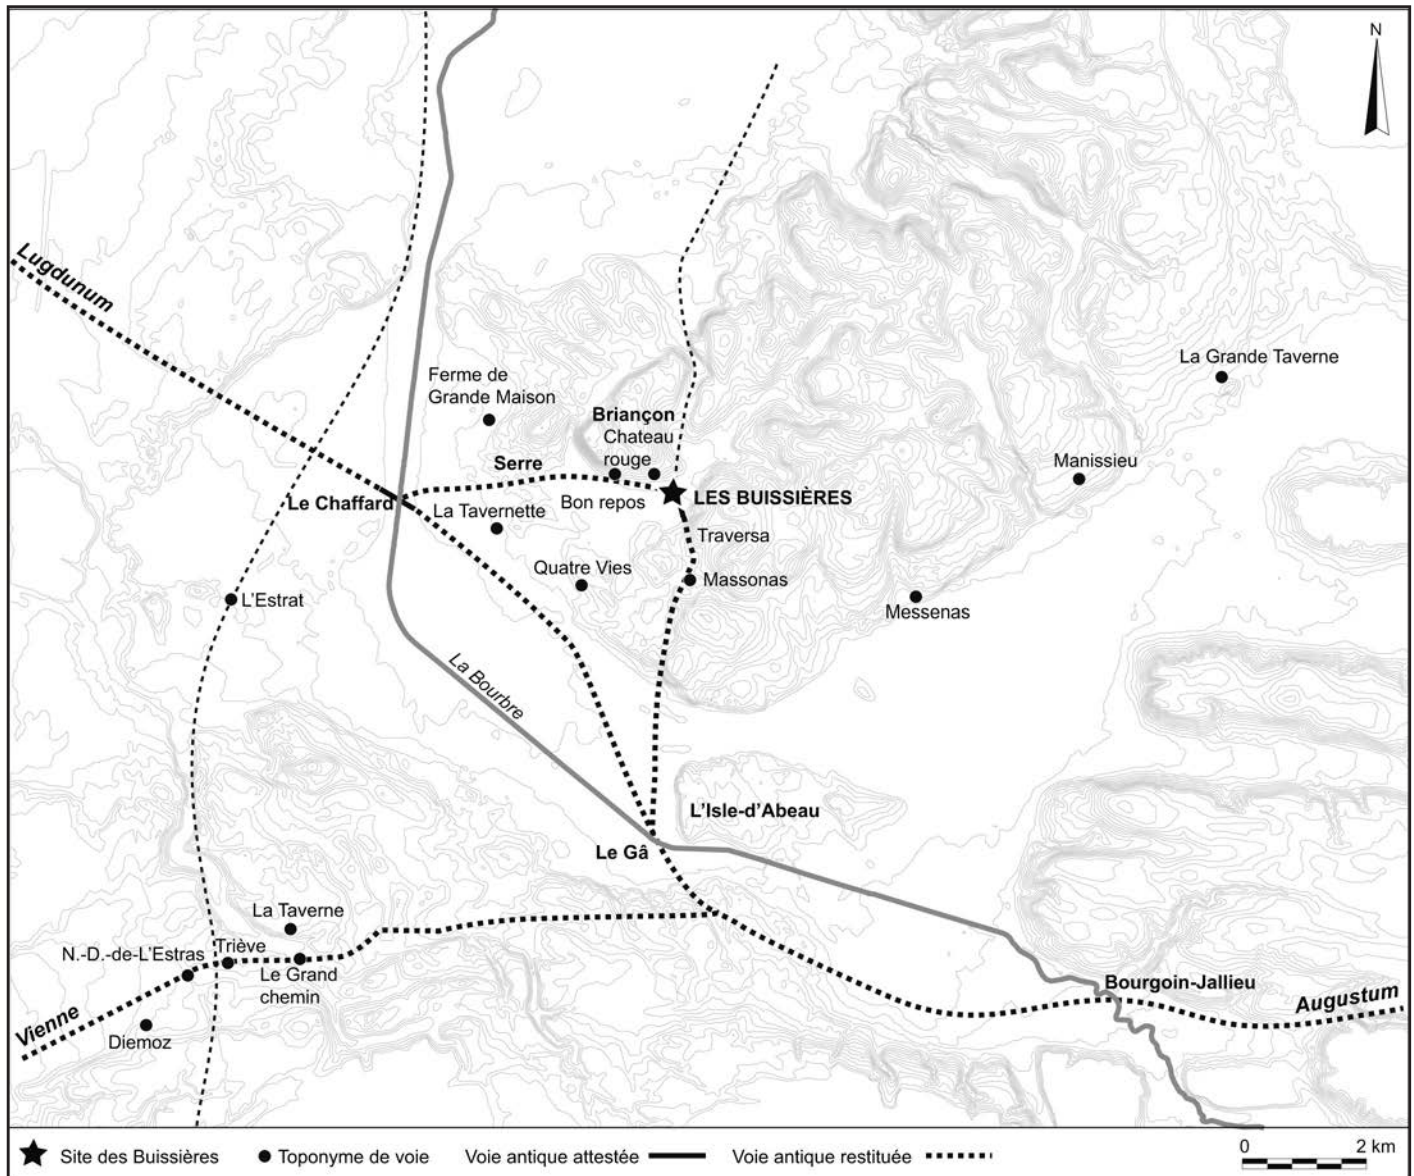 N
Lugdunum
La Grande Taverne
Ferme de
Grande Maison
Briançon
Chateau
rouge
Serre
Manissieu
Le Chaffard
La Tavernette
Bon repos
LES BUISSIÈRES
Traversa
Quatre Vies
Massonas
L'Estrat
Messenas
La Bourbre
L'Isle-d'Abeau
Le Gâ
La Taverne
N.-D.-de-L'Estras
Triève
Le Grand
chemin
Bourgoin-Jallieu
Augustum
Vienne
Diemoz
Site des Buissières
Toponyme de voie
Voie antique attestée
Voie antique restituée
0 2 km